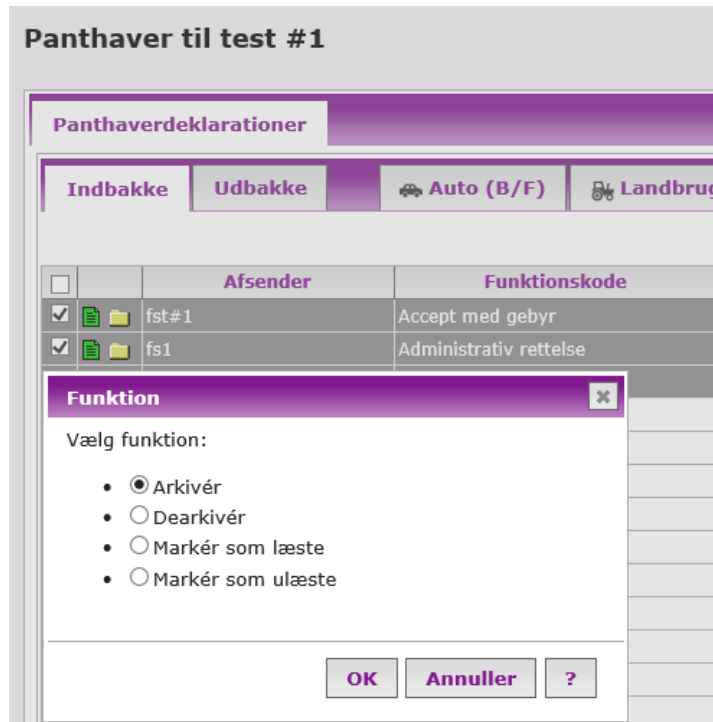 Panthaver til test #1
Panthaverdeklarationer
Indbakke Udbakke Auto (B/F) Landbrug
Afsender Funktionskode
fst#1 Accept med gebyr
fs1 Administrativ rettelse
Funktion
Vælg funktion:
Arkivér
Dearkivér
Markér som læste
Markér som ulæste
OK Annuller ?